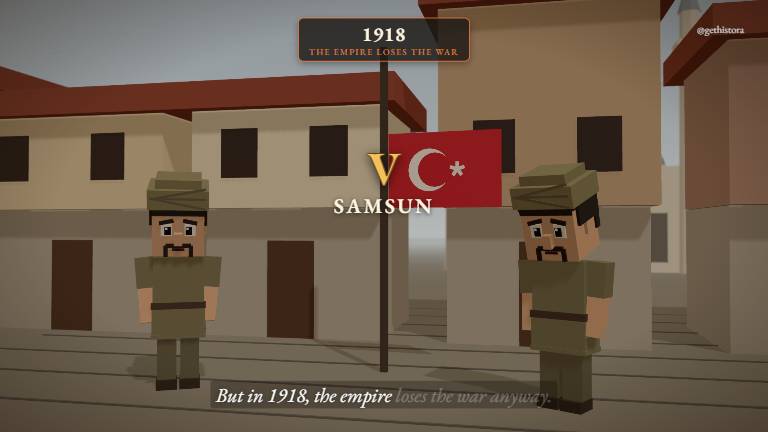 1918
THE EMPIRE LOSES THE WAR
@gethistora
V
SAMSUN
But in 1918, the empire loses the war anyway.